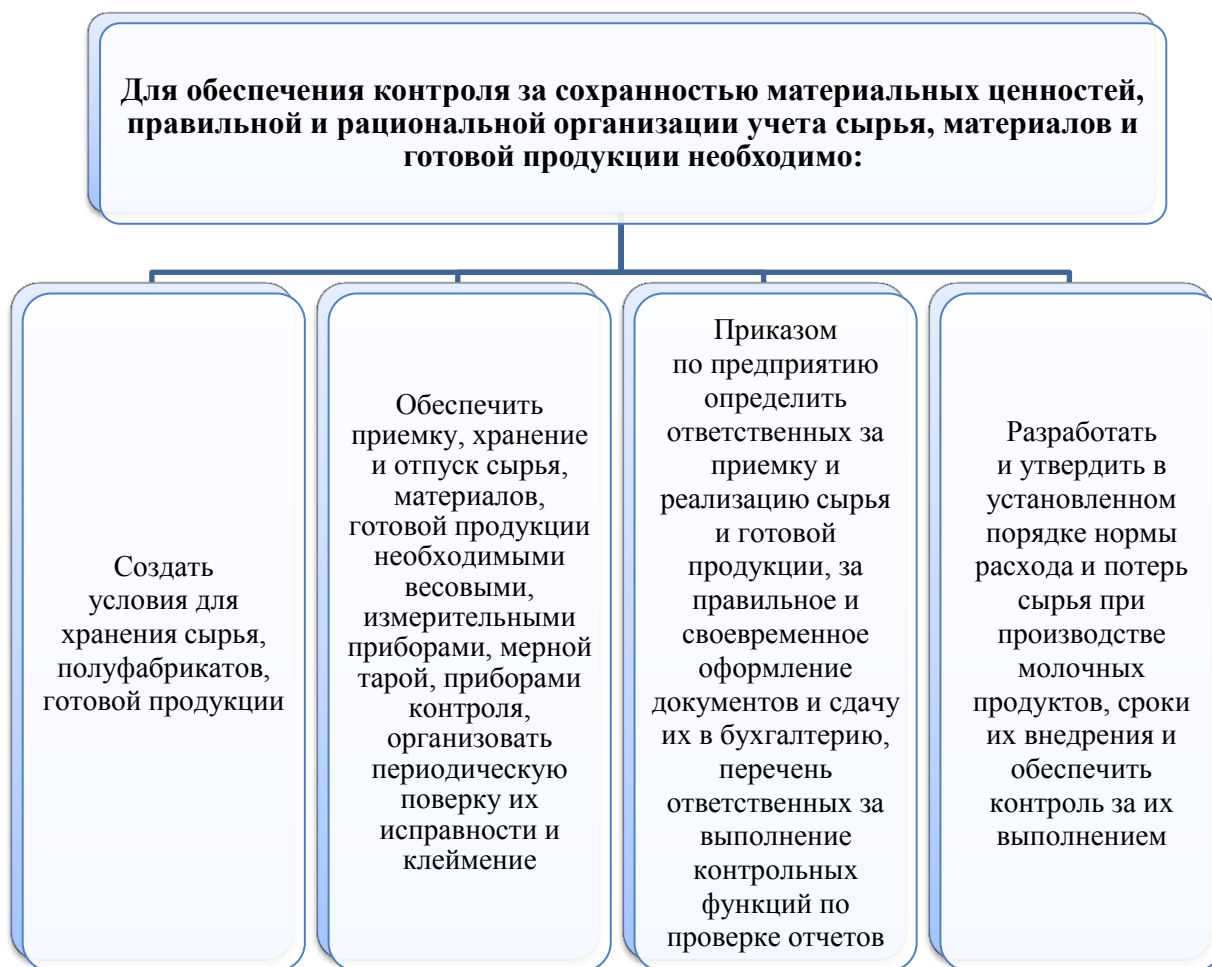 Для обеспечения контроля за сохранностью материальных ценностей,
правильной и рациональной организации учета сырья, материалов и
готовой продукции необходимо:
Создать
условия для
хранения сырья,
полуфабрикатов,
готовой продукции
Обеспечить
приемку, хранение
и отпуск сырья,
материалов,
готовой продукции
необходимыми
весовыми,
измерительными
приборами, мерной
тарой, приборами
контроля,
организовать
периодическую
поверку их
исправности и
клеймение
Приказом
по предприятию
определить
ответственных за
приемку и
реализацию сырья
и готовой
продукции, за
правильное и
своевременное
оформление
документов и сдачу
их в бухгалтерию,
перечень
ответственных за
выполнение
контрольных
функций по
проверке отчетов
Разработать
и утвердить в
установленном
порядке нормы
расхода и потерь
сырья при
производстве
молочных
продуктов, сроки
их внедрения и
обеспечить
контроль за их
выполнением